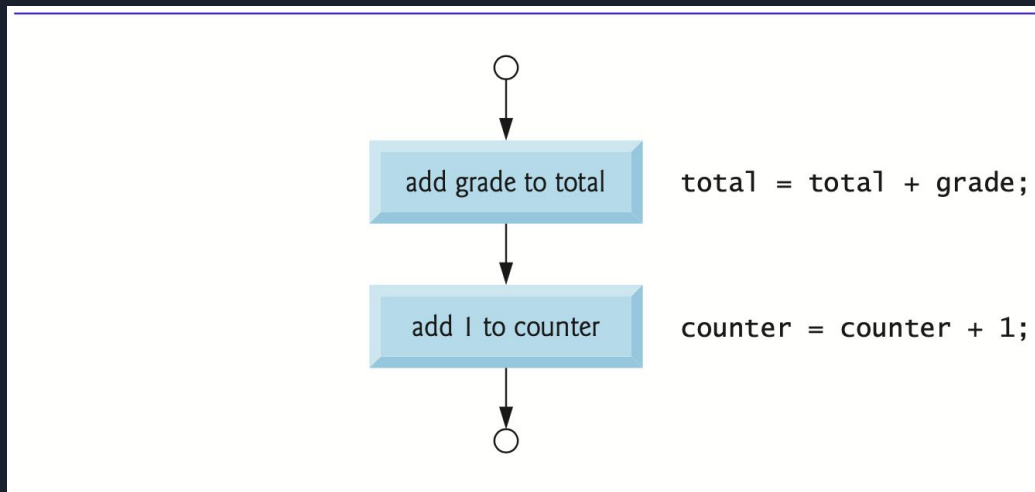 add grade to total
total = total + grade;
add 1 to counter
counter = counter + 1;